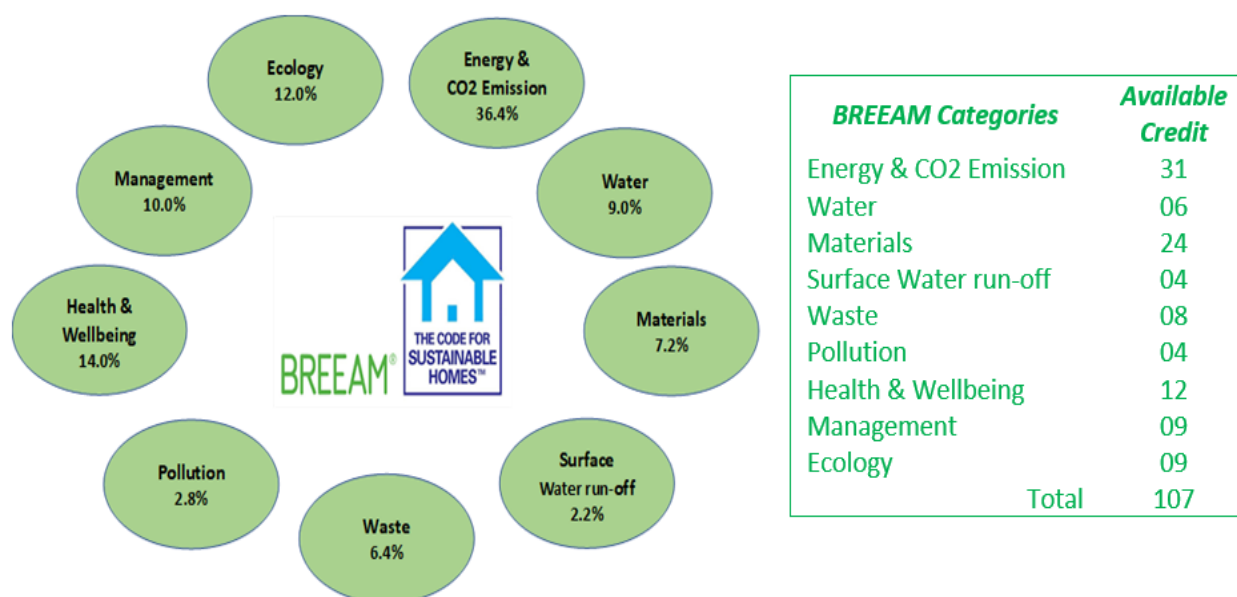 Ecology
12.0%
Energy &
CO2 Emission
36.4%
Management
10.0%
Water
9.0%
Health &
Wellbeing
14.0%
Materials
7.2%
BREEAM®
THE CODE FOR
SUSTAINABLE
HOMES™
Pollution
2.8%
Surface
Water run-off
2.2%
Waste
6.4%
BREEAM Categories Available
Credit
Energy & CO2 Emission 31
Water 06
Materials 24
Surface Water run-off 04
Waste 08
Pollution 04
Health & Wellbeing 12
Management 09
Ecology 09
Total 107